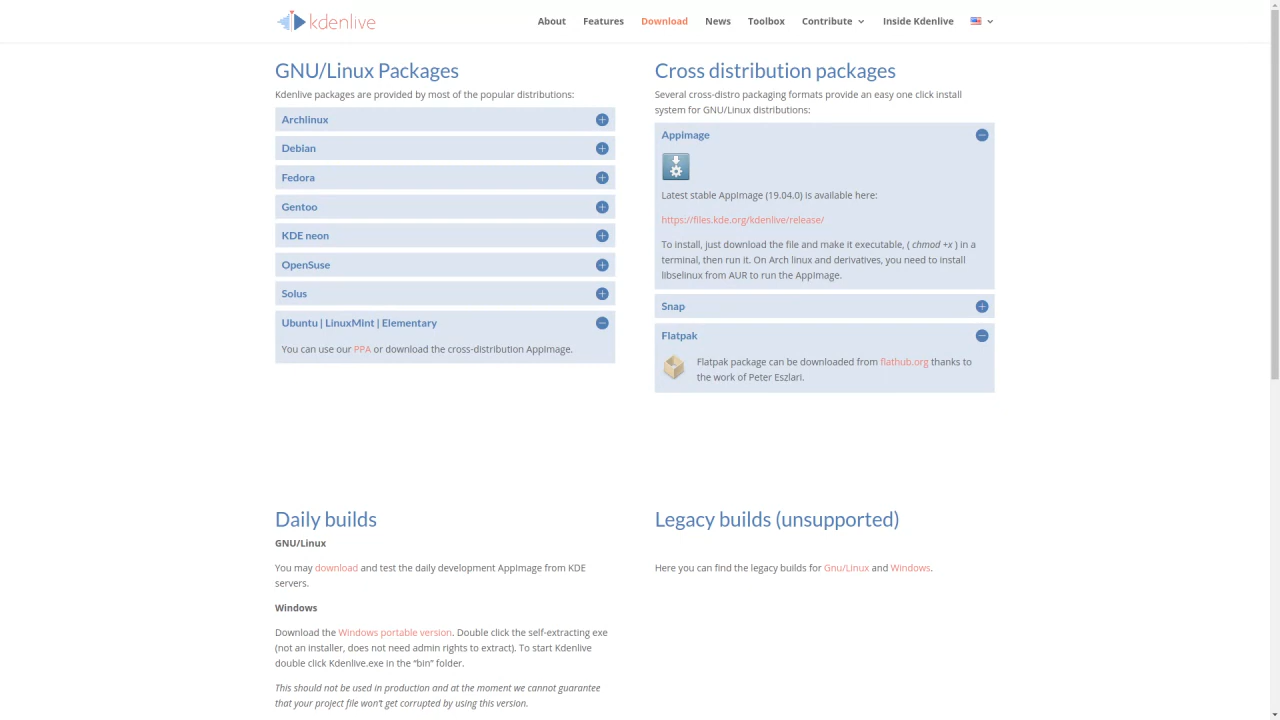 kdenlive
About Features Download News Toolbox Contribute Inside Kdenlive
GNU/Linux Packages
Kdenlive packages are provided by most of the popular distributions:
Archlinux
Debian
Fedora
Gentoo
KDE neon
OpenSuse
Solus
Ubuntu | LinuxMint | Elementary
You can use our PPA or download the cross-distribution AppImage.
Cross distribution packages
Several cross-distro packaging formats provide an easy one click install
system for GNU/Linux distributions:
Appimage
Latest stable AppImage (19.04.0) is available here:
https://files.kde.org/kdenlive/release/
To install, just download the file and make it executable, ( chmod +x ) in a
terminal, then run it. On Arch linux and derivatives, you need to install
libselinux from AUR to run the AppImage.
Snap
Flatpak
Flatpak package can be downloaded from flathub.org thanks to
the work of Peter Eszlari.
Daily builds
GNU/Linux
You may download and test the daily development AppImage from KDE
servers.
Windows
Download the Windows portable version. Double click the self-extracting exe
(not an installer, does not need admin rights to extract). To start Kdenlive
double click Kdenlive.exe in the “bin” folder.
This should not be used in production and at the moment we cannot guarantee
that your project file won’t get corrupted by using this version.
Legacy builds (unsupported)
Here you can find the legacy builds for Gnu/Linux and Windows.